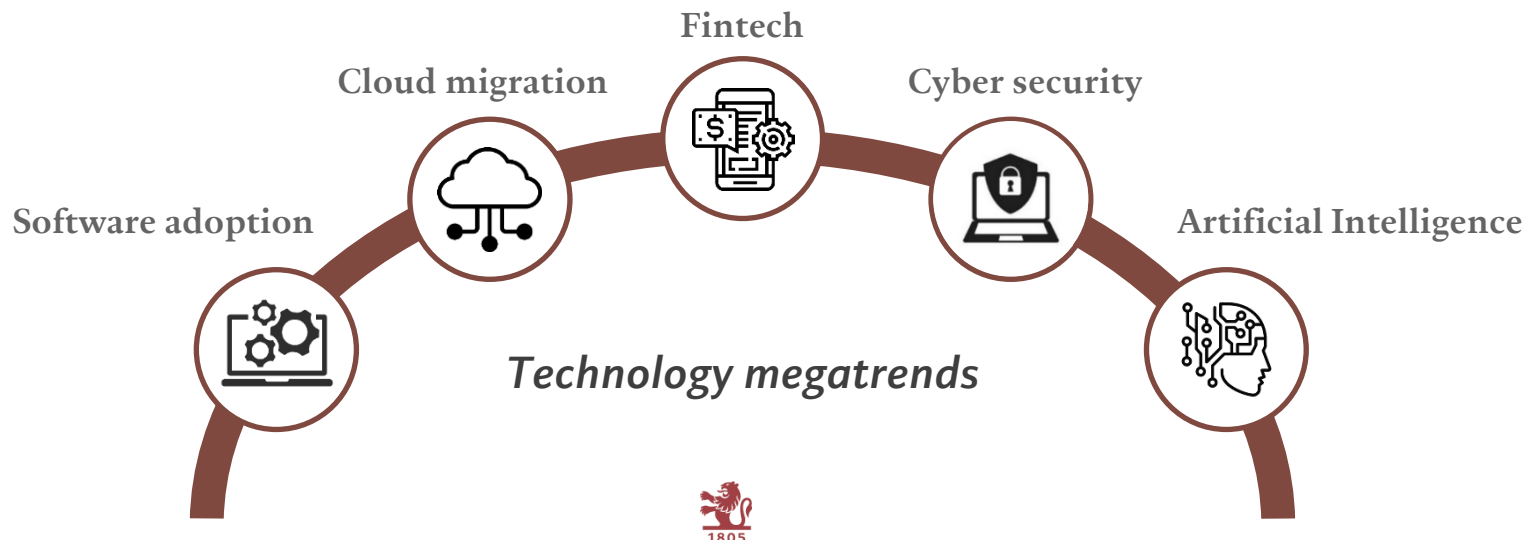 Fintech
Cloud migration
Cyber security
Software adoption
Artificial Intelligence
$
Technology megatrends
1805